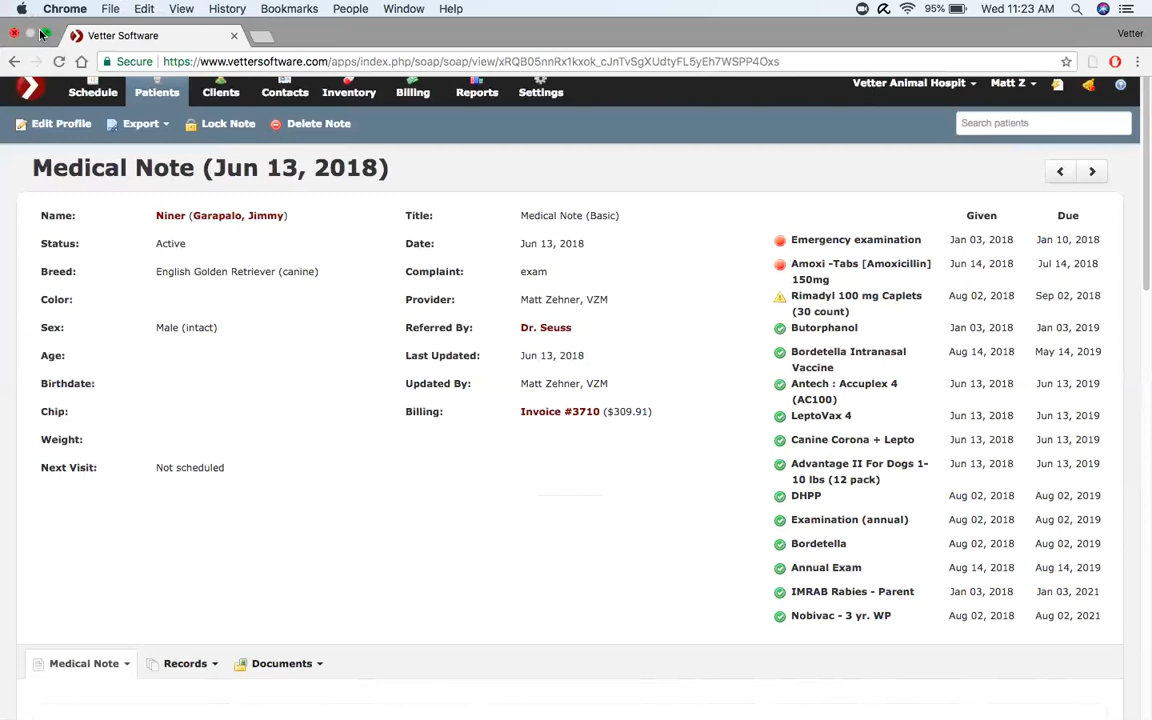 Chrome File Edit View History Bookmarks People Window Help 95% Wed 11:23 AM
Vetter Software Vetter
Secure https://www.vettersoftware.com/apps/index.php/soap/soap/view/xRQB05nnRx1kxok_cJnTvSgXUdtyFL5yEh7WSPP4Oxs
Schedule Patients Clients Contacts Inventory Billing Reports Settings Vetter Animal Hospit Matt Z
Edit Profile Export Lock Note Delete Note Search patients
Medical Note (Jun 13, 2018)
Name: Niner (Garapalo, Jimmy) Title: Medical Note (Basic) Given Due
Status: Active Date: Jun 13, 2018 Emergency examination Jan 03, 2018 Jan 10, 2018
Breed: English Golden Retriever (canine) Complaint: exam Amoxi -Tabs [Amoxicillin] Jun 14, 2018 Jul 14, 2018
150mg
Color: Provider: Matt Zehner, VZM Rimadyl 100 mg Caplets Aug 02, 2018 Sep 02, 2018
(30 count)
Sex: Male (intact) Referred By: Dr. Seuss Butorphanol Jan 03, 2018 Jan 03, 2019
Age: Last Updated: Jun 13, 2018 Bordetella Intranasal Aug 14, 2018 May 14, 2019
Vaccine
Birthdate: Updated By: Matt Zehner, VZM Antech : Accuplex 4 Jun 13, 2018 Jun 13, 2019
(AC100)
Chip: Billing: Invoice #3710 ($309.91) LeptoVax 4 Jun 13, 2018 Jun 13, 2019
Weight: Canine Corona + Lepto Jun 13, 2018 Jun 13, 2019
Next Visit: Not scheduled Advantage II For Dogs 1- Jun 13, 2018 Jun 13, 2019
10 lbs (12 pack)
DHPP Aug 02, 2018 Aug 02, 2019
Examination (annual) Aug 02, 2018 Aug 02, 2019
Bordetella Aug 02, 2018 Aug 02, 2019
Annual Exam Aug 14, 2018 Aug 14, 2019
IMRAB Rabies - Parent Jan 03, 2018 Jan 03, 2021
Nobivac - 3 yr. WP Aug 02, 2018 Aug 02, 2021
Medical Note Records Documents